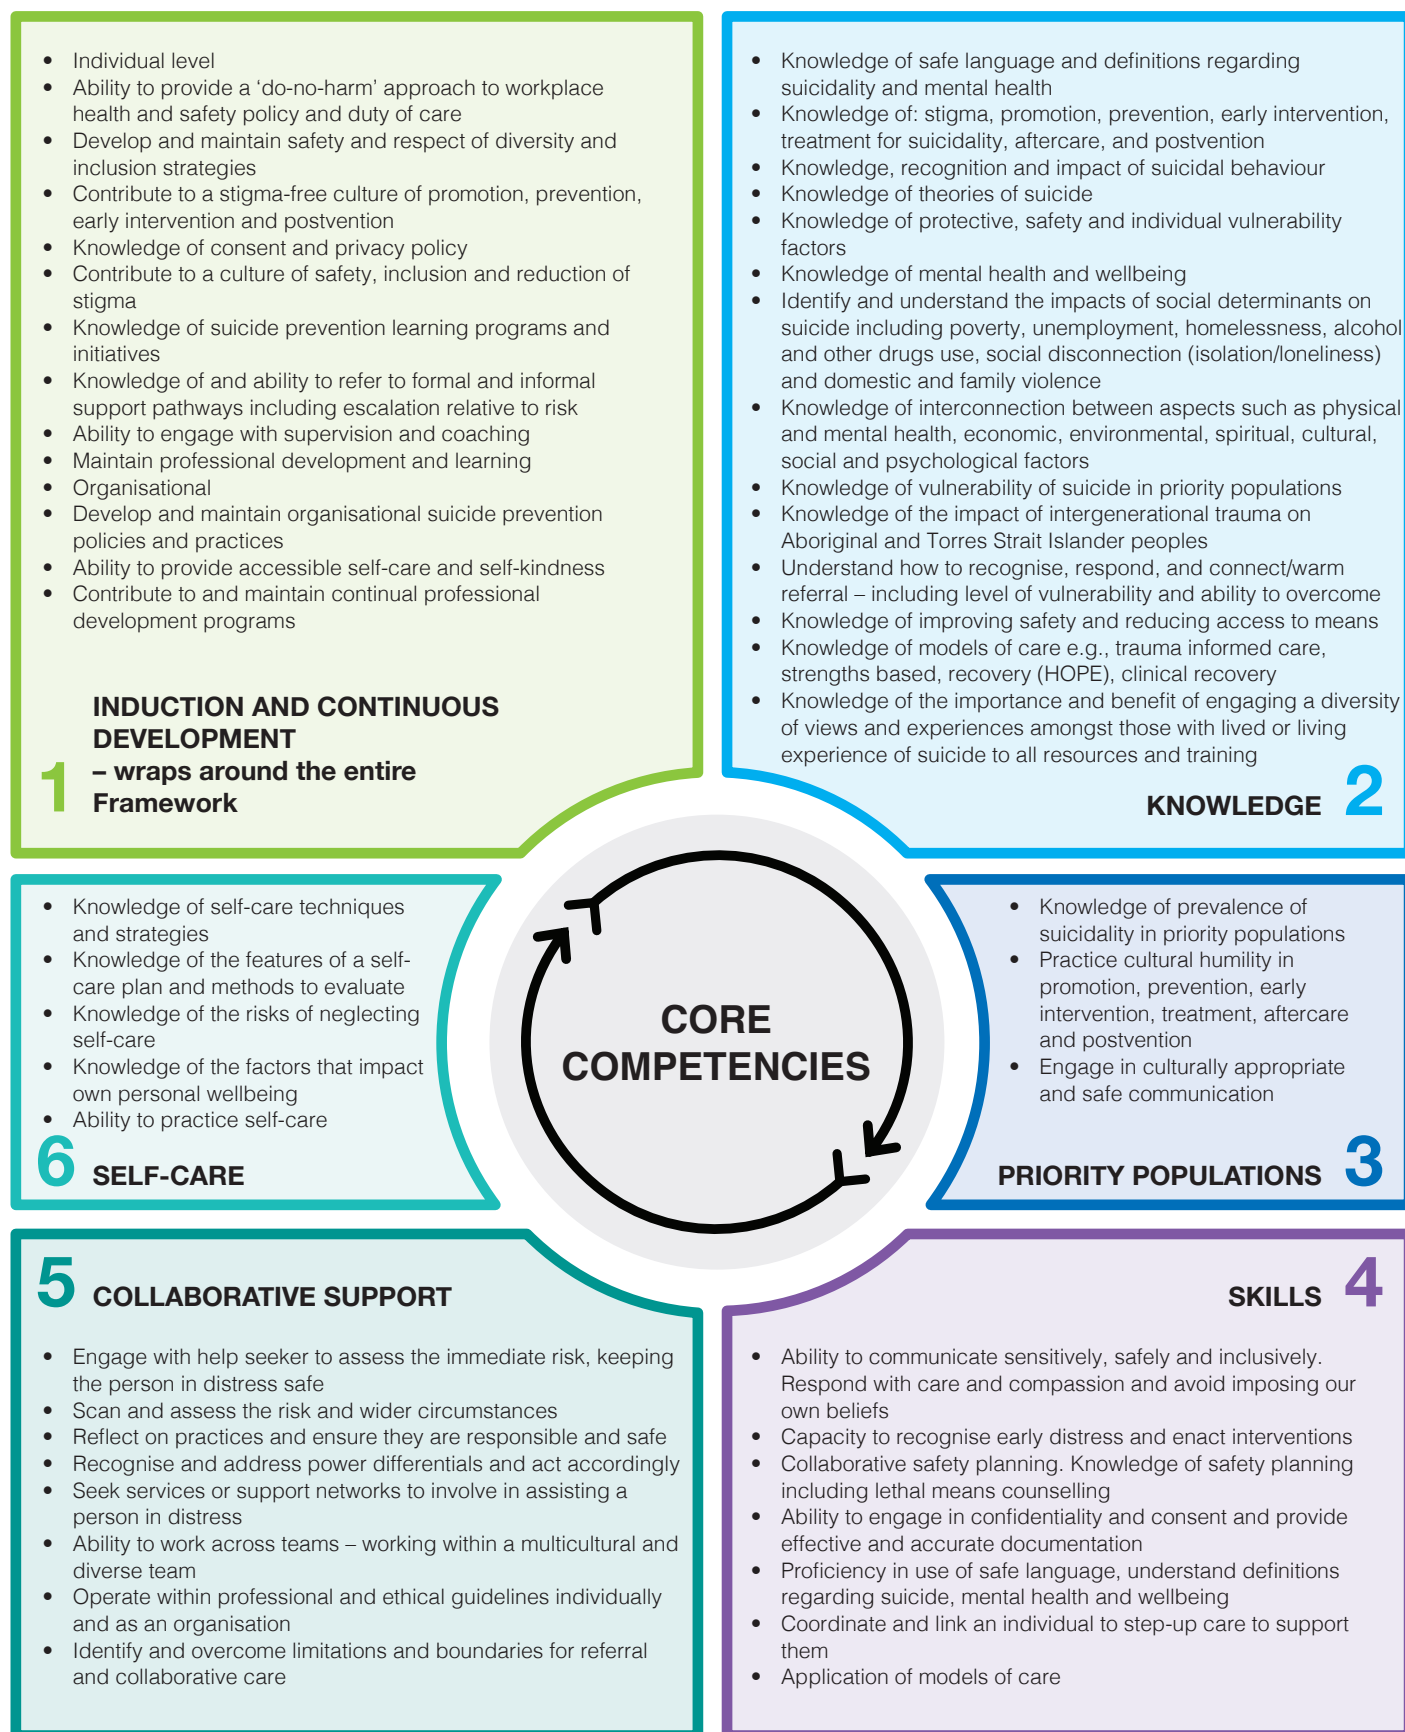 • Individual level
• Ability to provide a ‘do-no-harm’ approach to workplace
health and safety policy and duty of care
• Develop and maintain safety and respect of diversity and
inclusion strategies
• Contribute to a stigma-free culture of promotion, prevention,
early intervention and postvention
• Knowledge of consent and privacy policy
• Contribute to a culture of safety, inclusion and reduction of
stigma
• Knowledge of suicide prevention learning programs and
initiatives
• Knowledge of and ability to refer to formal and informal
support pathways including escalation relative to risk
• Ability to engage with supervision and coaching
• Maintain professional development and learning
• Organisational
• Develop and maintain organisational suicide prevention
policies and practices
• Ability to provide accessible self-care and self-kindness
• Contribute to and maintain continual professional
development programs
INDUCTION AND CONTINUOUS
DEVELOPMENT
– wraps around the entire
Framework
1
• Knowledge of safe language and definitions regarding
suicidality and mental health
• Knowledge of: stigma, promotion, prevention, early intervention,
treatment for suicidality, aftercare, and postvention
• Knowledge, recognition and impact of suicidal behaviour
• Knowledge of theories of suicide
• Knowledge of protective, safety and individual vulnerability
factors
• Knowledge of mental health and wellbeing
• Identify and understand the impacts of social determinants on
suicide including poverty, unemployment, homelessness, alcohol
and other drugs use, social disconnection (isolation/loneliness)
and domestic and family violence
• Knowledge of interconnection between aspects such as physical
and mental health, economic, environmental, spiritual, cultural,
social and psychological factors
• Knowledge of vulnerability of suicide in priority populations
• Knowledge of the impact of intergenerational trauma on
Aboriginal and Torres Strait Islander peoples
• Understand how to recognise, respond, and connect/warm
referral – including level of vulnerability and ability to overcome
• Knowledge of improving safety and reducing access to means
• Knowledge of models of care e.g., trauma informed care,
strengths based, recovery (HOPE), clinical recovery
• Knowledge of the importance and benefit of engaging a diversity
of views and experiences amongst those with lived or living
experience of suicide to all resources and training
KNOWLEDGE 2
• Knowledge of self-care techniques
and strategies
• Knowledge of the features of a self-
care plan and methods to evaluate
• Knowledge of the risks of neglecting
self-care
• Knowledge of the factors that impact
own personal wellbeing
• Ability to practice self-care
6 SELF-CARE
CORE
COMPETENCIES
• Knowledge of prevalence of
suicidality in priority populations
• Practice cultural humility in
promotion, prevention, early
intervention, treatment, aftercare
and postvention
• Engage in culturally appropriate
and safe communication
PRIORITY POPULATIONS 3
5 COLLABORATIVE SUPPORT
• Engage with help seeker to assess the immediate risk, keeping
the person in distress safe
• Scan and assess the risk and wider circumstances
• Reflect on practices and ensure they are responsible and safe
• Recognise and address power differentials and act accordingly
• Seek services or support networks to involve in assisting a
person in distress
• Ability to work across teams – working within a multicultural and
diverse team
• Operate within professional and ethical guidelines individually
and as an organisation
• Identify and overcome limitations and boundaries for referral
and collaborative care
SKILLS 4
• Ability to communicate sensitively, safely and inclusively.
Respond with care and compassion and avoid imposing our
own beliefs
• Capacity to recognise early distress and enact interventions
• Collaborative safety planning. Knowledge of safety planning
including lethal means counselling
• Ability to engage in confidentiality and consent and provide
effective and accurate documentation
• Proficiency in use of safe language, understand definitions
regarding suicide, mental health and wellbeing
• Coordinate and link an individual to step-up care to support
them
• Application of models of care